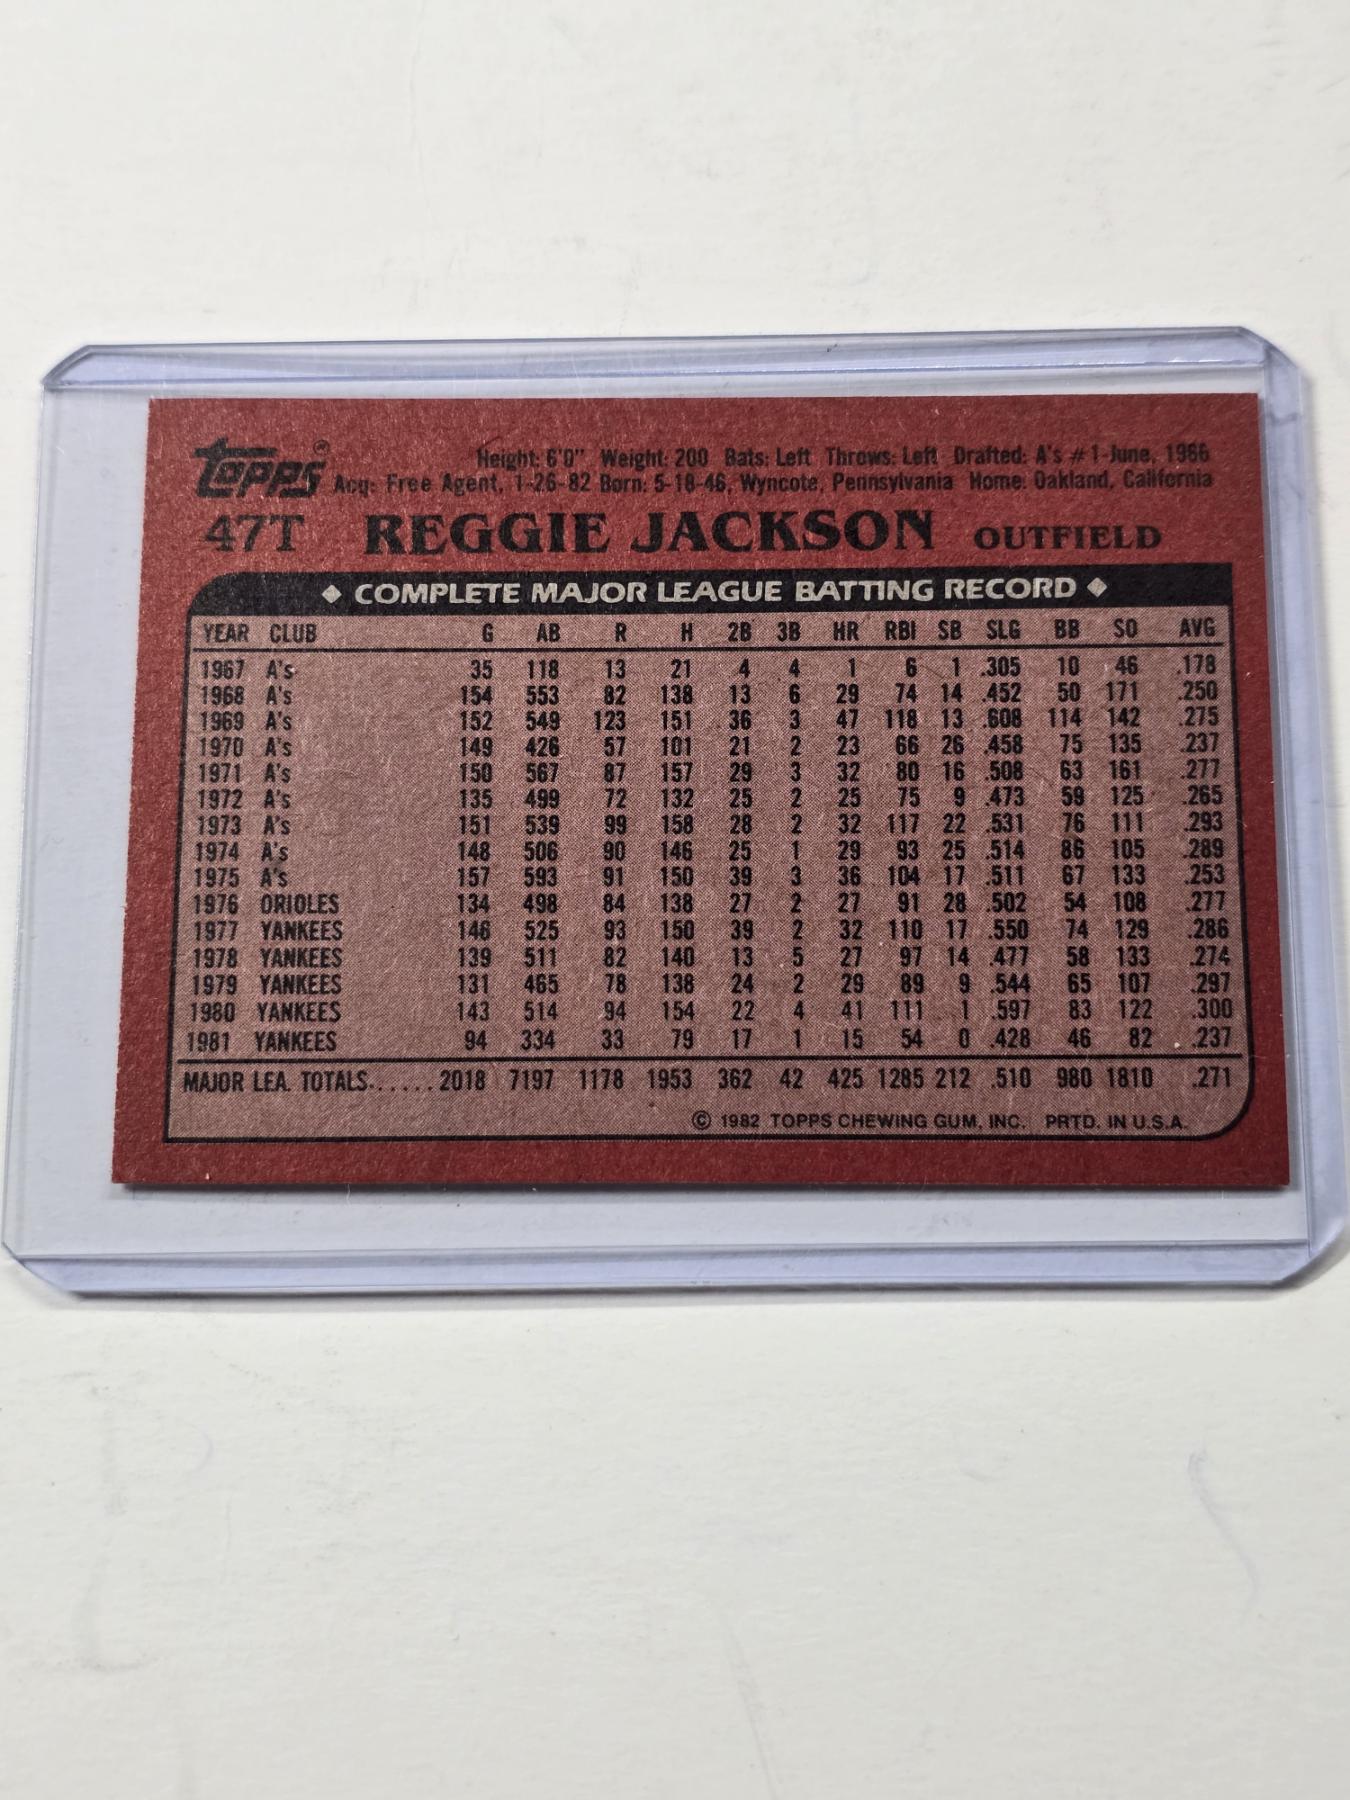 topps®
Height: 6'0" Weight: 200 Bats: Left Throws: Left Drafted: A's #1-June, 1966
Acq: Free Agent, 1-26-82 Born: 5-18-46, Wyncote, Pennsylvania Home: Oakland, California
47T REGGIE JACKSON OUTFIELD
◆ COMPLETE MAJOR LEAGUE BATTING RECORD ◆
YEAR CLUB G AB R H 2B 3B HR RBI SB SLG BB SO AVG
1967 A's 35 118 13 21 4 4 1 6 1 .305 10 46 .178
1968 A's 154 553 82 138 13 6 29 74 14 .452 50 171 .250
1969 A's 152 549 123 151 36 3 47 118 13 .608 114 142 .275
1970 A's 149 426 57 101 21 2 23 66 26 .458 75 135 .237
1971 A's 150 567 87 157 29 3 32 80 16 .508 63 161 .277
1972 A's 135 499 72 132 25 2 25 75 9 .473 59 125 .265
1973 A's 151 539 99 158 28 2 32 117 22 .531 76 111 .293
1974 A's 148 506 90 146 25 1 29 93 25 .514 86 105 .289
1975 A's 157 593 91 150 39 3 36 104 17 .511 67 133 .253
1976 ORIOLES 134 498 84 138 27 2 27 91 28 .502 54 108 .277
1977 YANKEES 146 525 93 150 39 2 32 110 17 .550 74 129 .286
1978 YANKEES 139 511 82 140 13 5 27 97 14 .477 58 133 .274
1979 YANKEES 131 465 78 138 24 2 29 89 9 .544 65 107 .297
1980 YANKEES 143 514 94 154 22 4 41 111 1 .597 83 122 .300
1981 YANKEES 94 334 33 79 17 1 15 54 0 .428 46 82 .237
MAJOR LEA. TOTALS...... 2018 7197 1178 1953 362 42 425 1285 212 .510 980 1810 .271
© 1982 TOPPS CHEWING GUM, INC. PRTD. IN U.S.A.